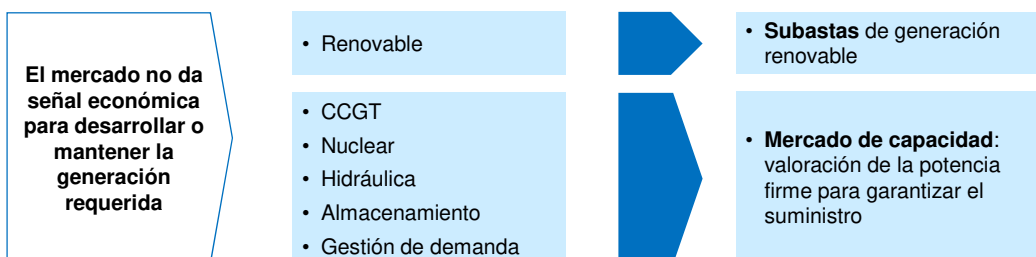 El mercado no da
señal económica
para desarrollar o
mantener la
generación
requerida
• Renovable
• Subastas de generación
renovable
• CCGT
• Nuclear
• Hidráulica
• Almacenamiento
• Gestión de demanda
• Mercado de capacidad:
valoración de la potencia
firme para garantizar el
suministro